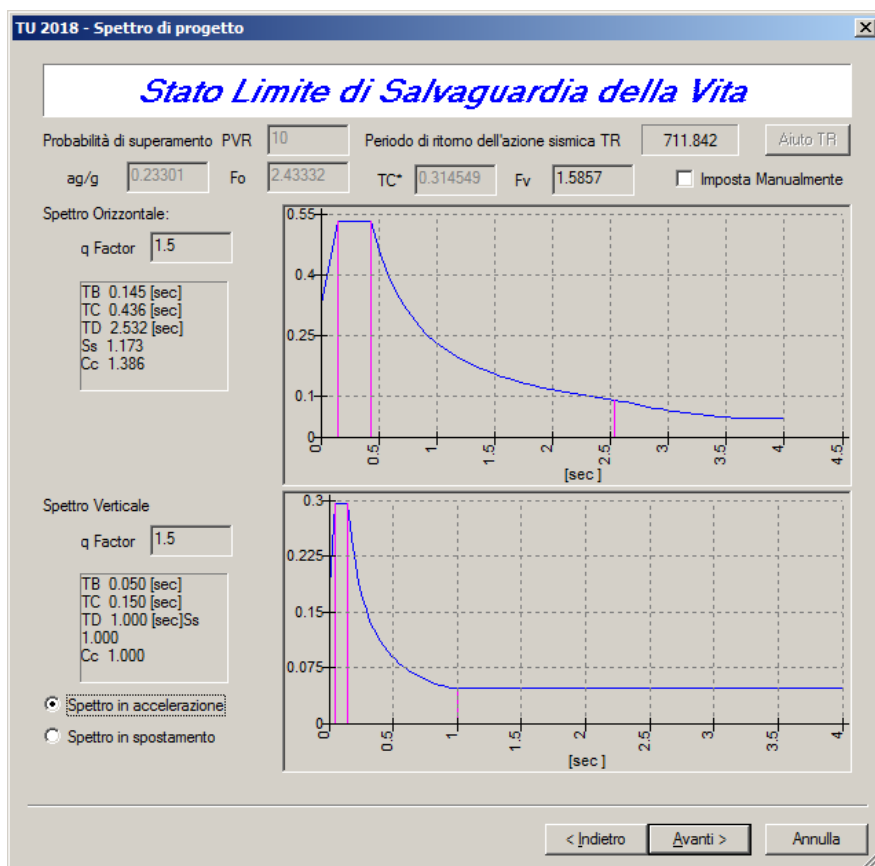 TU 2018 - Spettro di progetto
Stato Limite di Salvaguardia della Vita
Probabilità di superamento PVR 10 Periodo di ritorno dell'azione sismica TR 711.842 Aiuto TR
ag/g 0.23301 Fo 2.43332 TC* 0.314549 Fv 1.5857 Imposta Manualmente
Spettro Orizzontale:
q Factor 1.5
TB 0.145 [sec]
TC 0.436 [sec]
TD 2.532 [sec]
Ss 1.173
Cc 1.386
0.55
0.4
0.25
0.1
0
0 0.5 1 1.5 2 2.5 3 3.5 4 4.5
[sec ]
Spettro Verticale
q Factor 1.5
TB 0.050 [sec]
TC 0.150 [sec]
TD 1.000 [sec]Ss
1.000
Cc 1.000
Spettro in accelerazione
Spettro in spostamento
0.3
0.225
0.15
0.075
0
0 0.5 1 1.5 2 2.5 3 3.5 4
[sec ]
< Indietro Avanti > Annulla